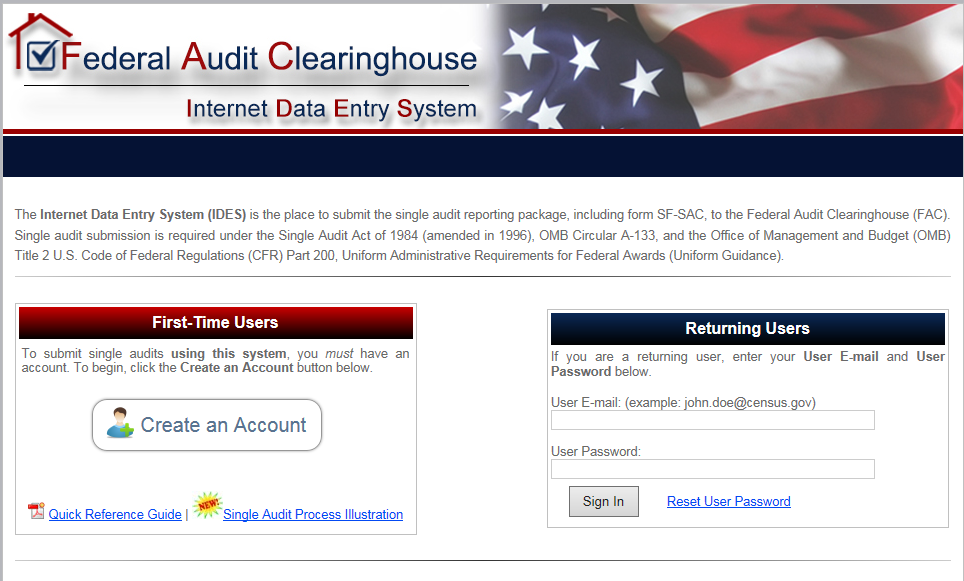 Federal Audit Clearinghouse
Internet Data Entry System
The Internet Data Entry System (IDES) is the place to submit the single audit reporting package, including form SF-SAC, to the Federal Audit Clearinghouse (FAC).
Single audit submission is required under the Single Audit Act of 1984 (amended in 1996), OMB Circular A-133, and the Office of Management and Budget (OMB)
Title 2 U.S. Code of Federal Regulations (CFR) Part 200, Uniform Administrative Requirements for Federal Awards (Uniform Guidance).
First-Time Users
To submit single audits using this system, you must have an
account. To begin, click the Create an Account button below.
Create an Account
NEW!
Quick Reference Guide | Single Audit Process Illustration
Returning Users
If you are a returning user, enter your User E-mail and User
Password below.
User E-mail: (example: john.doe@census.gov)
User Password:
Sign In
Reset User Password